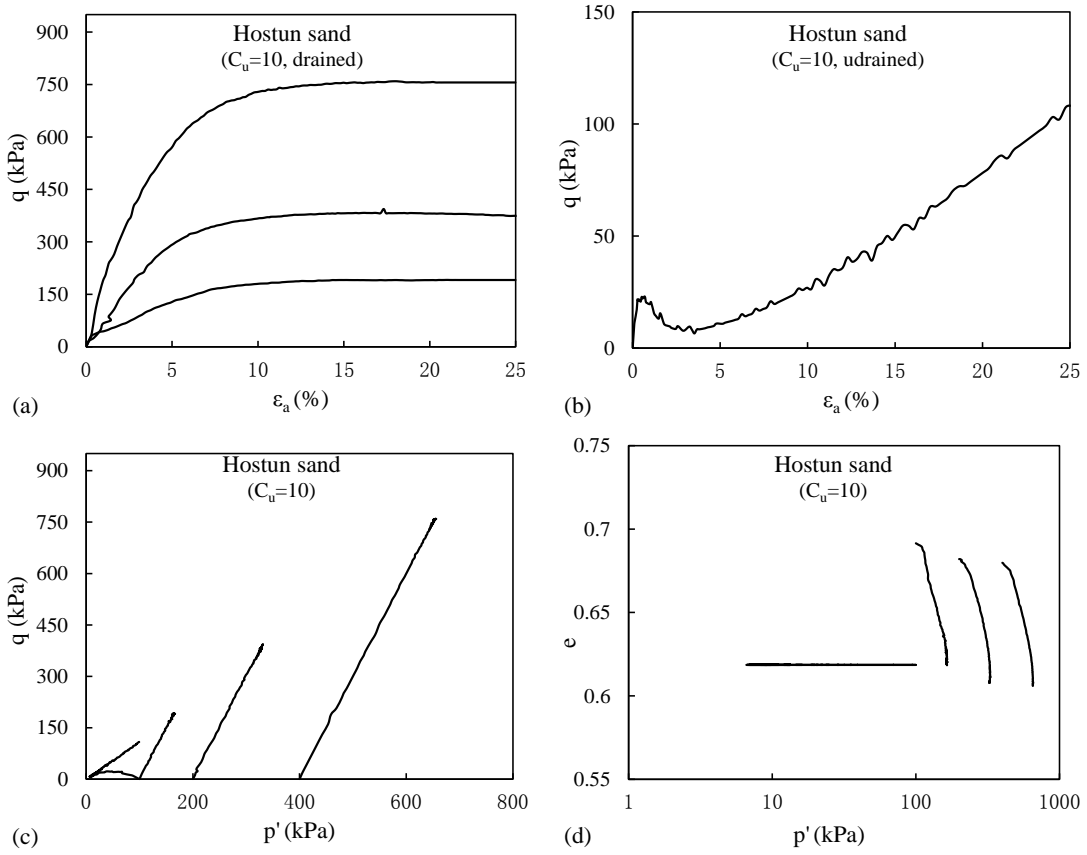 Hostun sand
(Cu=10, drained)
900
750
600
450
300
150
0
q (kPa)
0 5 10 15 20 25
εa (%)
(a)
Hostun sand
(Cu=10, udrained)
150
100
50
0
q (kPa)
0 5 10 15 20 25
εa (%)
(b)
Hostun sand
(Cu=10)
900
750
600
450
300
150
0
q (kPa)
0 200 400 600 800
p' (kPa)
(c)
Hostun sand
(Cu=10)
0.75
0.7
0.65
0.6
0.55
e
1 10 100 1000
p' (kPa)
(d)